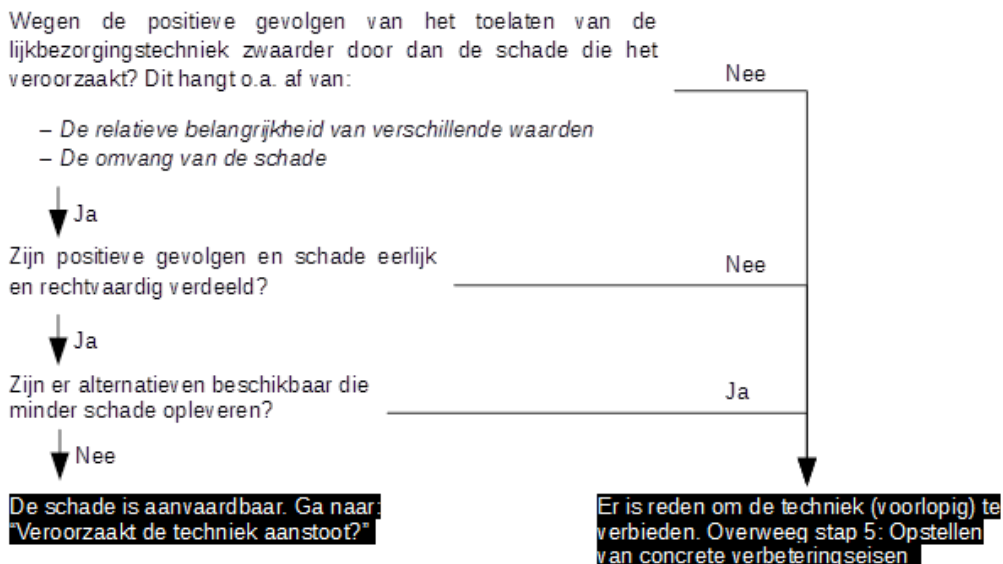 Wegen de positieve gevolgen van het toelaten van de
lijkbezorgingstechniek zwaarder door dan de schade die het
veroorzaakt? Dit hangt o.a. af van:
Nee
– De relatieve belangrijkheid van verschillende waarden
– De omvang van de schade
Ja
Zijn positieve gevolgen en schade eerlijk
en rechtvaardig verdeeld?
Nee
Ja
Zijn er alternatieven beschikbaar die
minder schade opleveren?
Ja
Nee
De schade is aanvaardbaar. Ga naar:
“Veroorzaakt de techniek aanstoot?”
Er is reden om de techniek (voorlopig) te
verbieden. Overweeg stap 5: Opstellen
van concrete verbeteringseisen